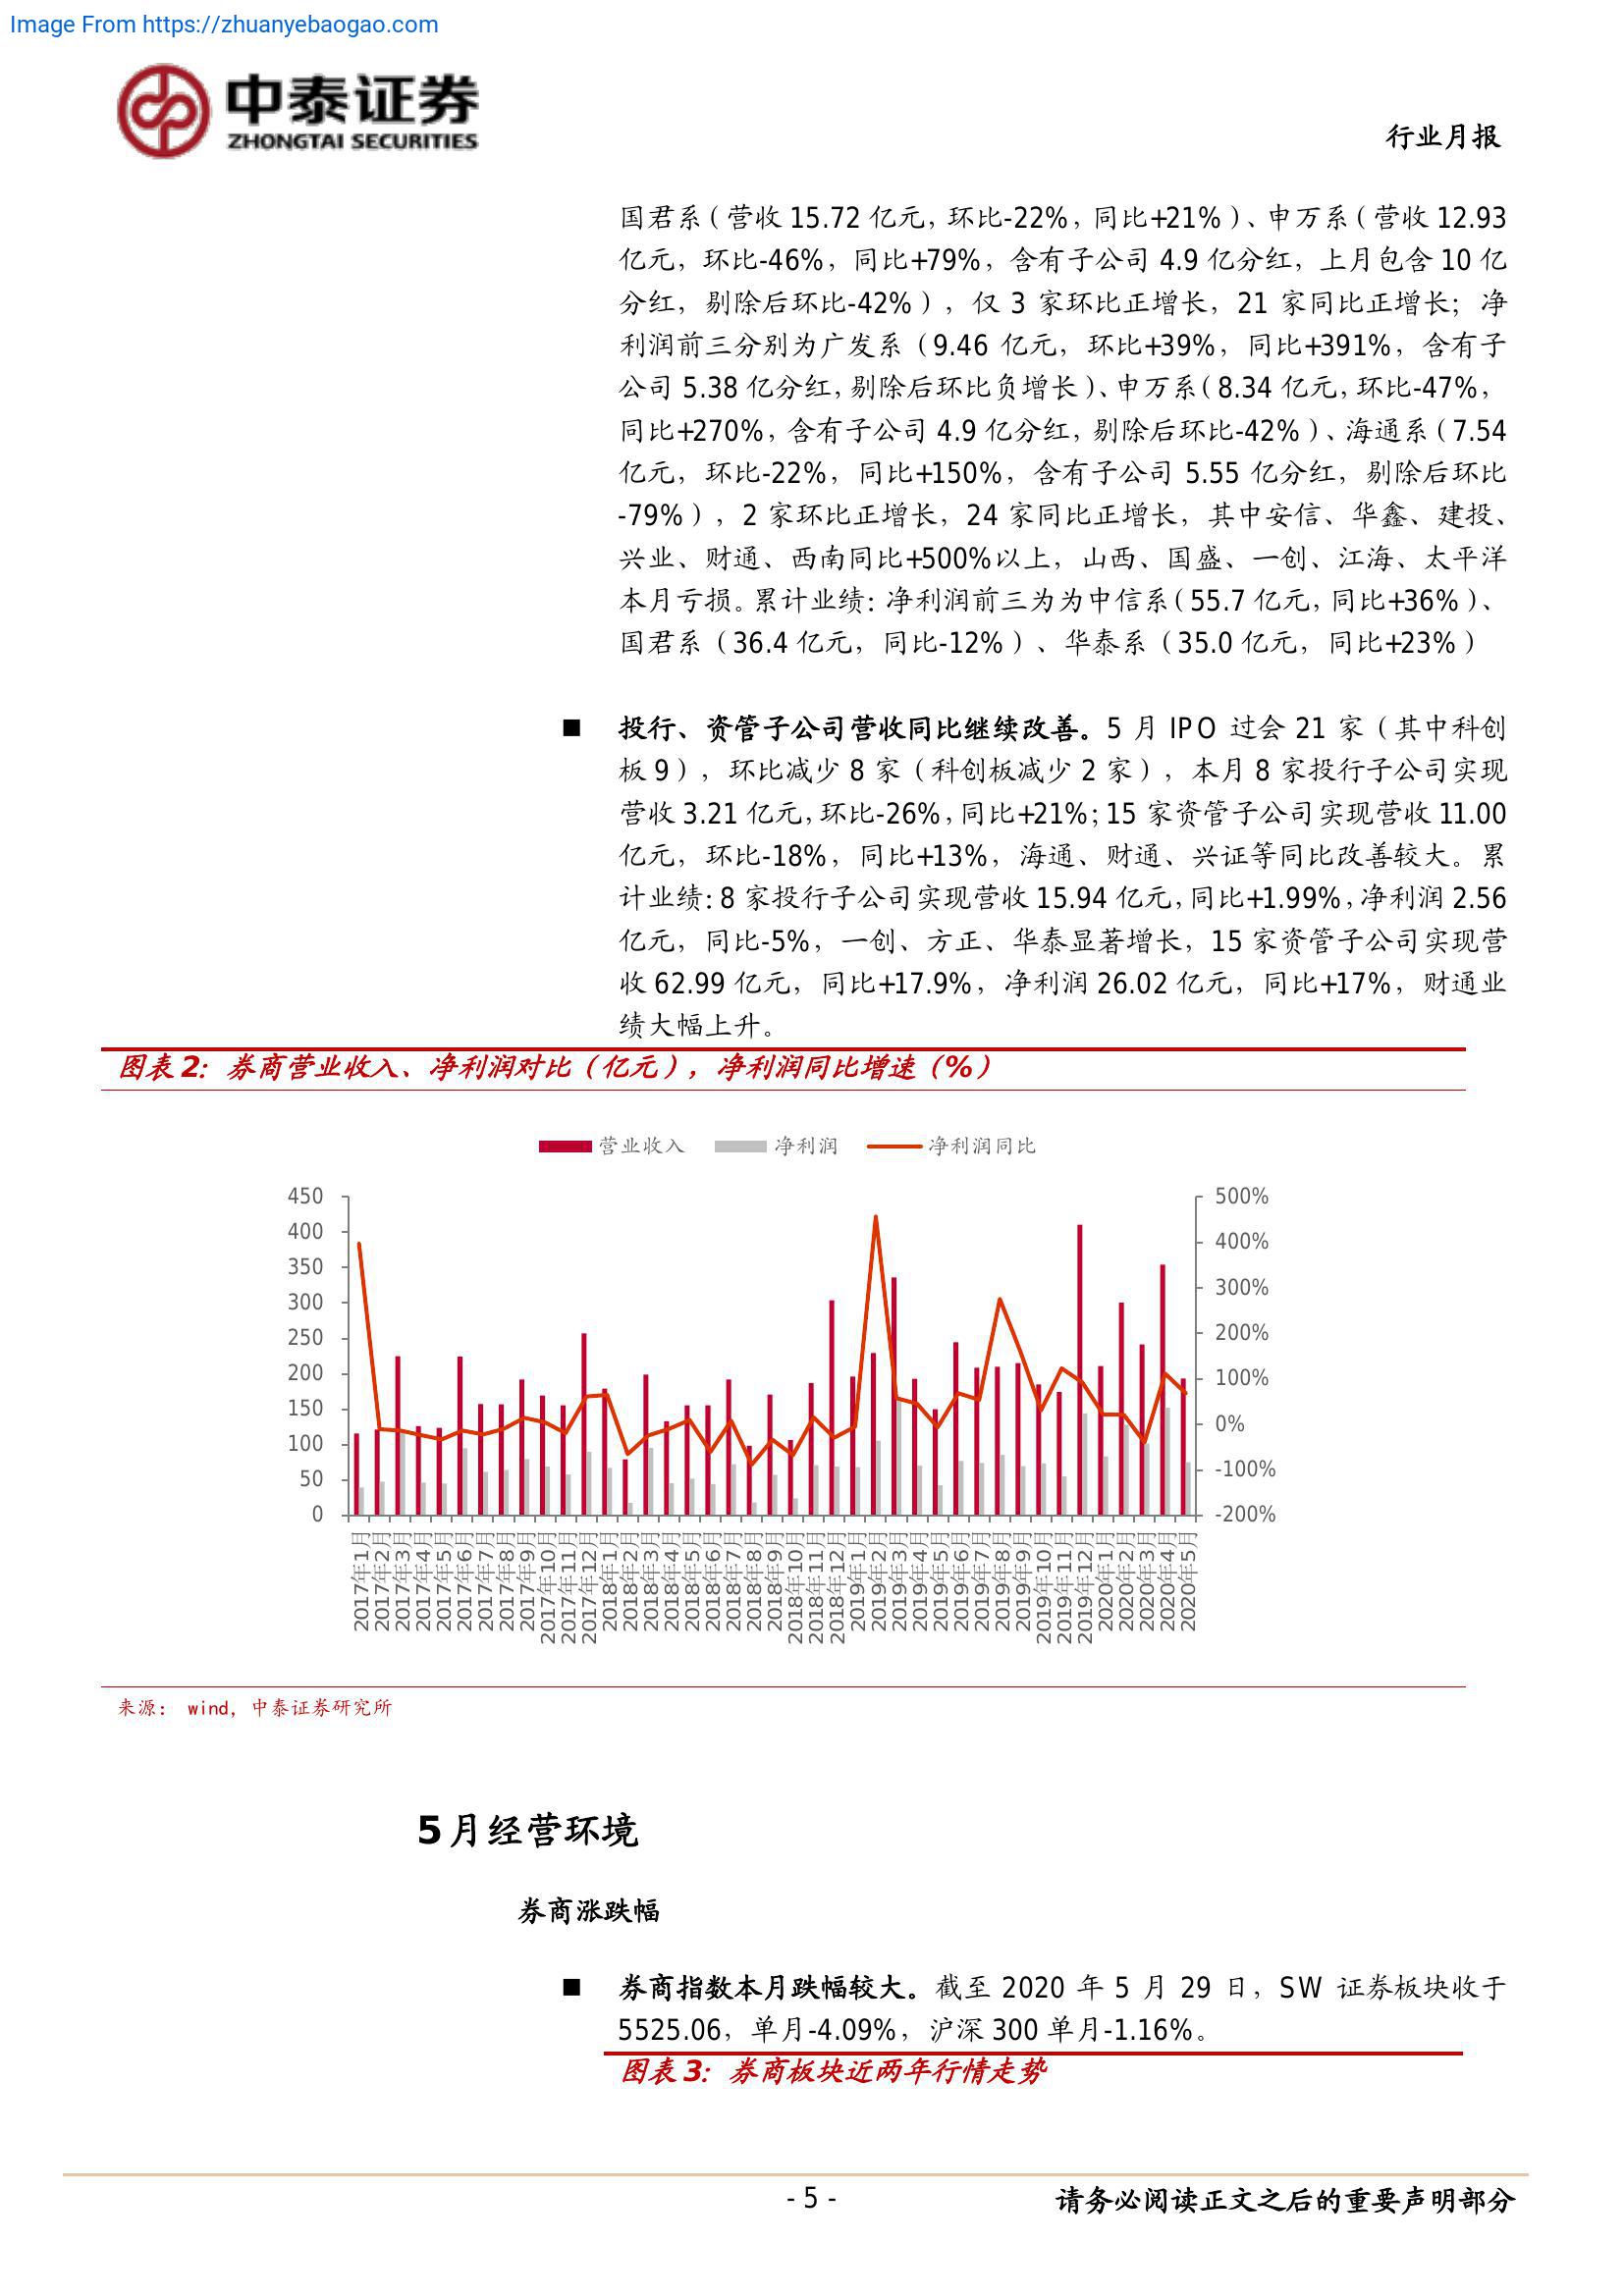 Image From https://zhuanyebaogao.com
中泰证券
ZHONGTAI SECURITIES
行业月报
国君系（营收 15.72 亿元，环比-22%，同比+21%）、申万系（营收 12.93
亿元，环比-46%，同比+79%，含有子公司 4.9 亿分红，上月包含 10 亿
分红，剔除后环比-42%），仅 3 家环比正增长，21 家同比正增长；净
利润前三分别为广发系（9.46 亿元，环比+39%，同比+391%，含有子
公司 5.38 亿分红，剔除后环比负增长）、申万系（8.34 亿元，环比-47%，
同比+270%，含有子公司 4.9 亿分红，剔除后环比-42%）、海通系（7.54
亿元，环比-22%，同比+150%，含有子公司 5.55 亿分红，剔除后环比
-79%），2 家环比正增长，24 家同比正增长，其中安信、华鑫、建投、
兴业、财通、西南同比+500%以上，山西、国盛、一创、江海、太平洋
本月亏损。累计业绩：净利润前三为为中信系（55.7 亿元，同比+36%）、
国君系（36.4 亿元，同比-12%）、华泰系（35.0 亿元，同比+23%）
■ 投行、资管子公司营收同比继续改善。5 月 IPO 过会 21 家（其中科创
板 9），环比减少 8 家（科创板减少 2 家），本月 8 家投行子公司实现
营收 3.21 亿元，环比-26%，同比+21%；15 家资管子公司实现营收 11.00
亿元，环比-18%，同比+13%，海通、财通、兴证等同比改善较大。累
计业绩：8 家投行子公司实现营收 15.94 亿元，同比+1.99%，净利润 2.56
亿元，同比-5%，一创、方正、华泰显著增长，15 家资管子公司实现营
收 62.99 亿元，同比+17.9%，净利润 26.02 亿元，同比+17%，财通业
绩大幅上升。
图表 2：券商营业收入、净利润对比（亿元），净利润同比增速（%）
营业收入 净利润 净利润同比
450
400
350
300
250
200
150
100
50
0
500%
400%
300%
200%
100%
0%
-100%
-200%
2017年1月
2017年2月
2017年3月
2017年4月
2017年5月
2017年6月
2017年7月
2017年8月
2017年9月
2017年10月
2017年11月
2017年12月
2018年1月
2018年2月
2018年3月
2018年4月
2018年5月
2018年6月
2018年7月
2018年8月
2018年9月
2018年10月
2018年11月
2018年12月
2019年1月
2019年2月
2019年3月
2019年4月
2019年5月
2019年6月
2019年7月
2019年8月
2019年9月
2019年10月
2019年11月
2019年12月
2020年1月
2020年2月
2020年3月
2020年4月
2020年5月
来源： wind，中泰证券研究所
5 月经营环境
券商涨跌幅
■ 券商指数本月跌幅较大。截至 2020 年 5 月 29 日，SW 证券板块收于
5525.06，单月-4.09%，沪深 300 单月-1.16%。
图表 3：券商板块近两年行情走势
- 5 -
请务必阅读正文之后的重要声明部分